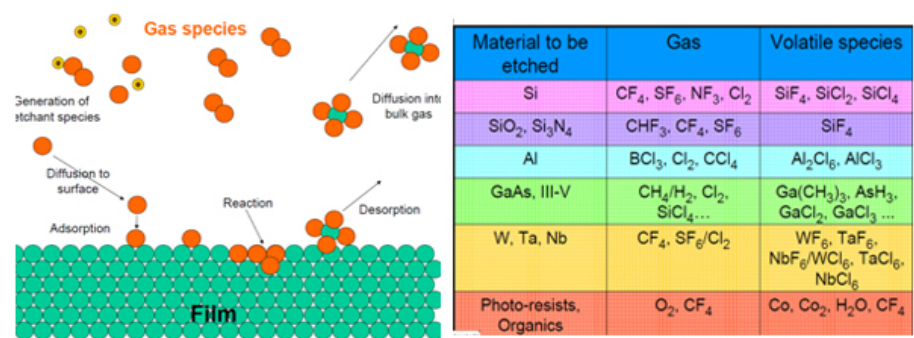 Gas species
Generation of
etchant species
Diffusion into
bulk gas
Diffusion to
surface
Reaction
Desorption
Adsorption
Film
Material to be etched Gas Volatile species
Si CF₄, SF₆, NF₃, Cl₂ SiF₄, SiCl₂, SiCl₄
SiO₂, Si₃N₄ CHF₃, CF₄, SF₆ SiF₄
Al BCl₃, Cl₂, CCl₄ Al₂Cl₆, AlCl₃
GaAs, III-V CH₄/H₂, Cl₂, SiCl₄... Ga(CH₃)₃, AsH₃, GaCl₂, GaCl₃ ...
W, Ta, Nb CF₄, SF₆/Cl₂ WF₆, TaF₆, NbF₆/WCl₆, TaCl₆, NbCl₆
Photo-resists, Organics O₂, CF₄ Co, Co₂, H₂O, CF₄